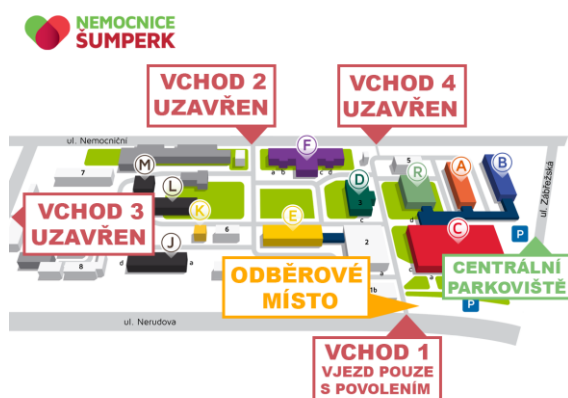 NEMOCNICE
ŠUMPERK
VCHOD 2
UZAVŘEN
VCHOD 4
UZAVŘEN
ul. Nemocniční
F
5
M
7
a b c d
A
B
L
D
R
ul. Zábřežská
3
VCHOD 3
UZAVŘEN
K
6
E
C
J
2
P
d
a
8
ODBĚROVÉ
MÍSTO
CENTRÁLNÍ
PARKOVIŠTĚ
d
c
a
1b
P
ul. Nerudova
VCHOD 1
VJEZD POUZE
S POVOLENÍM